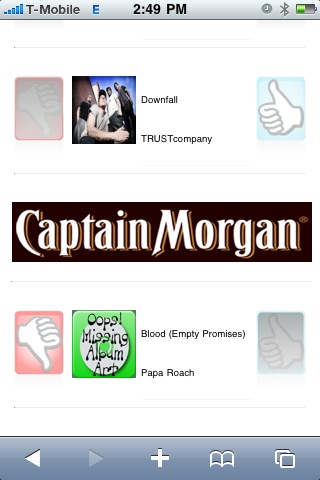 T-Mobile E 2:49 PM
Downfall
TRUSTcompany
Captain Morgan®
Oops!
Missing
Album
Art
Blood (Empty Promises)
Papa Roach